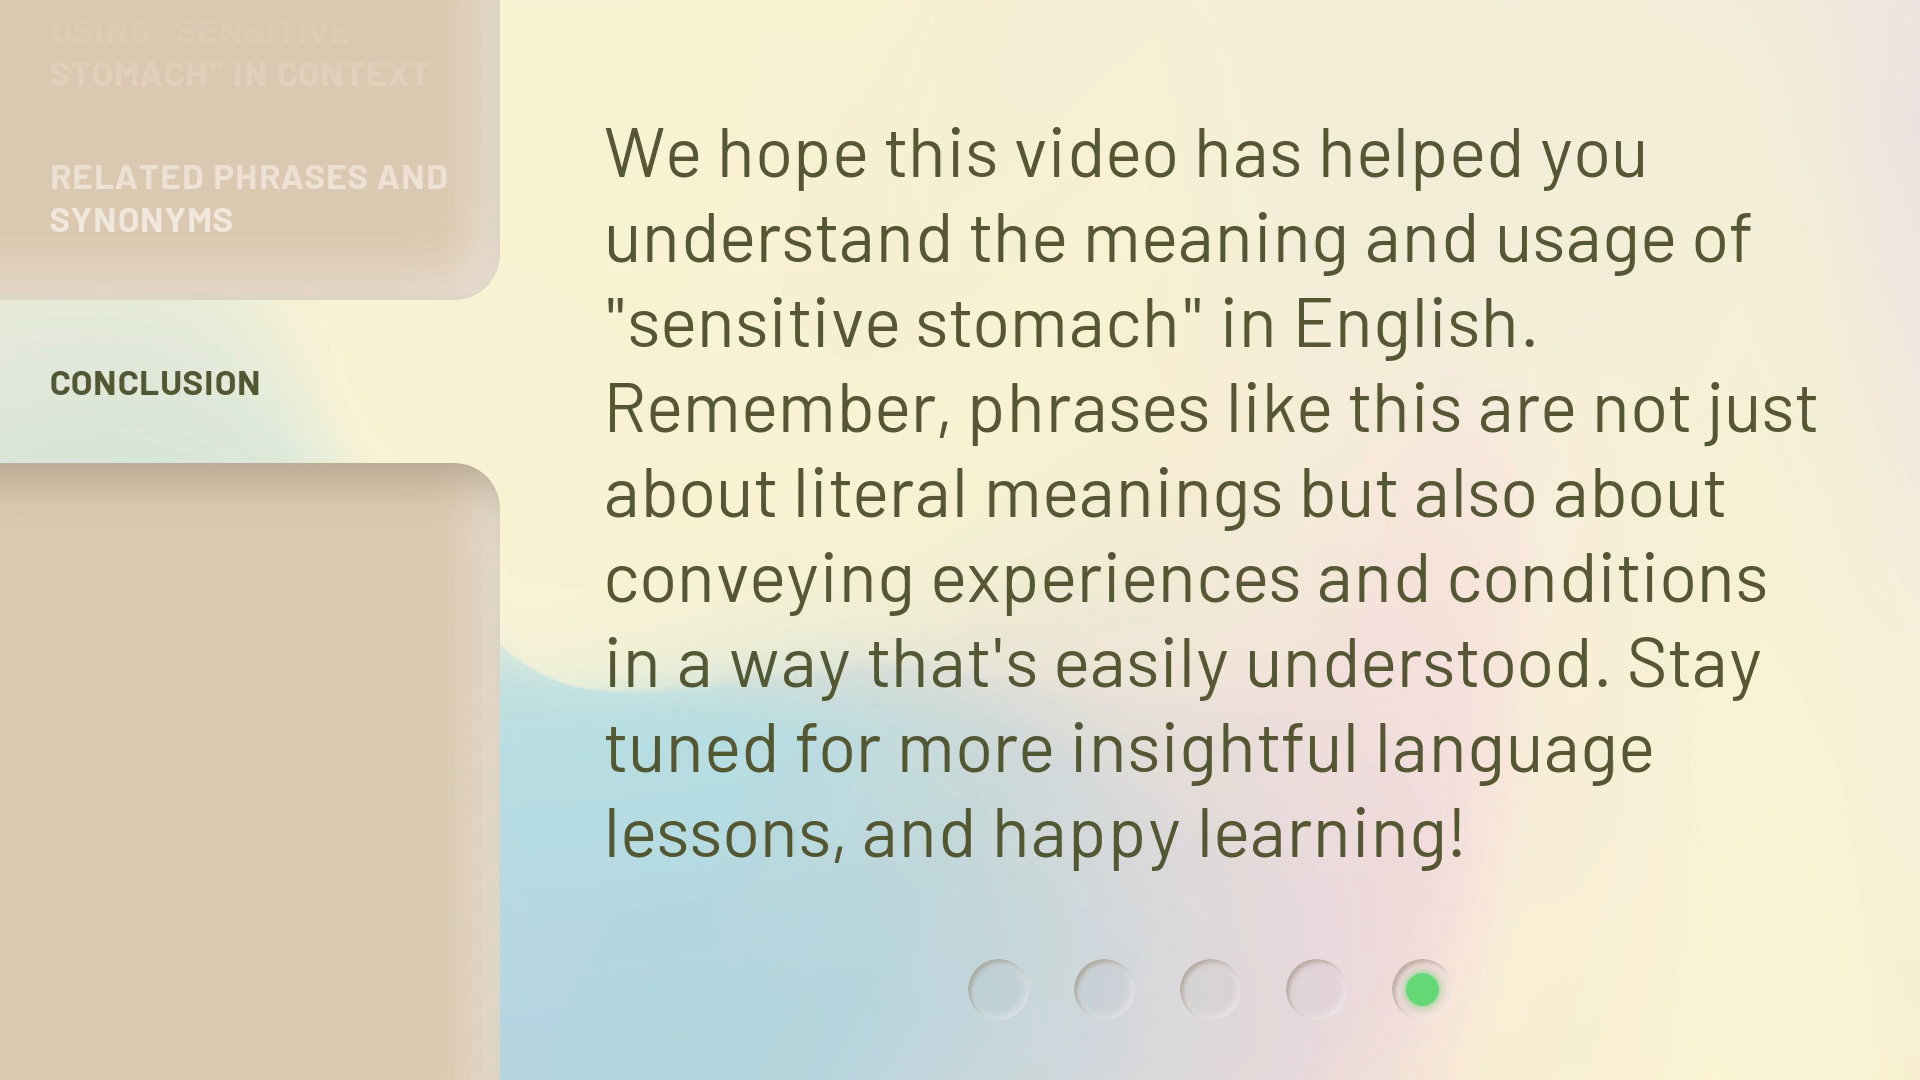 USING "SENSITIVE
STOMACH" IN CONTEXT
RELATED PHRASES AND
SYNONYMS
CONCLUSION
We hope this video has helped you
understand the meaning and usage of
"sensitive stomach" in English.
Remember, phrases like this are not just
about literal meanings but also about
conveying experiences and conditions
in a way that's easily understood. Stay
tuned for more insightful language
lessons, and happy learning!